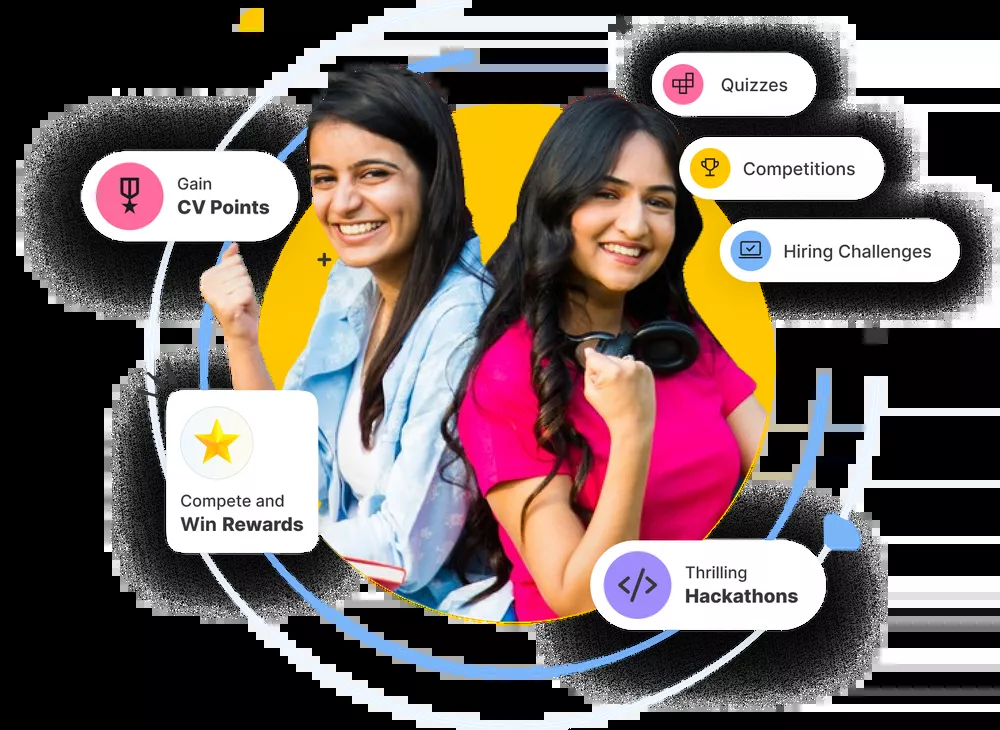 Quizzes
Competitions
Gain
CV Points
Hiring Challenges
Compete and
Win Rewards
Thrilling
Hackathons